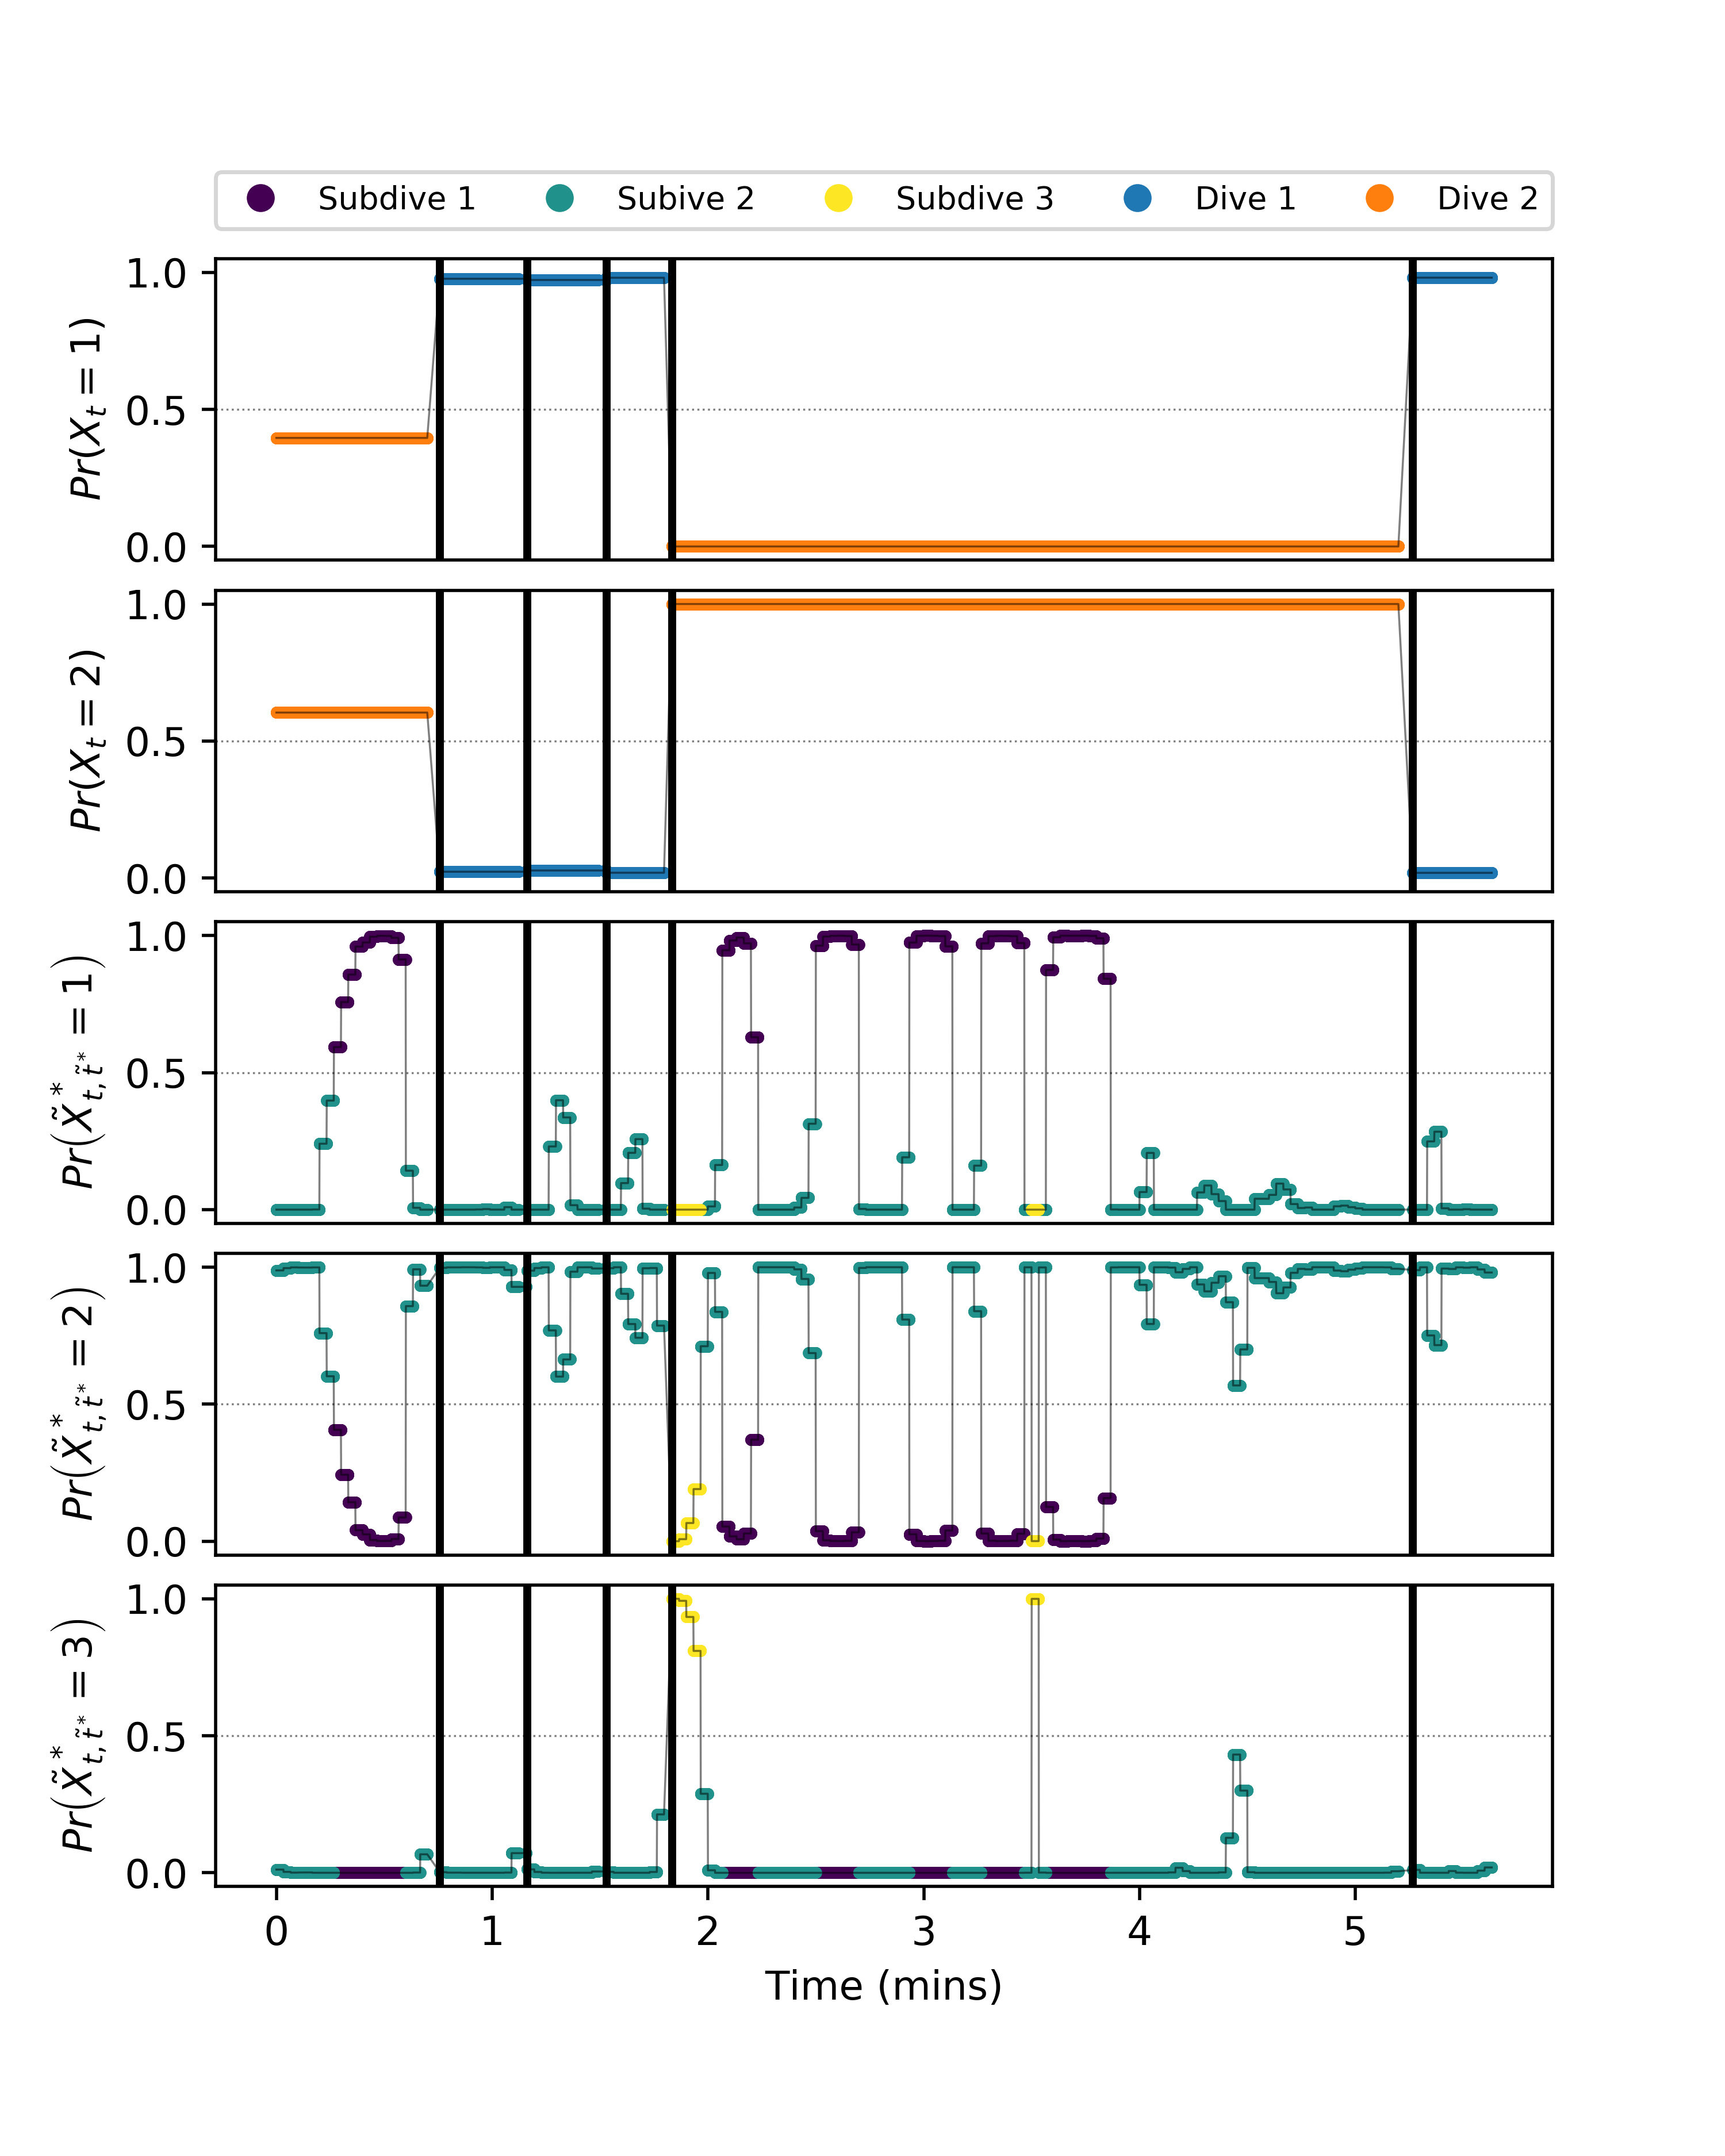 Subdive 1 Subive 2 Subdive 3 Dive 1 Dive 2
1.0
0.5
0.0
Pr(X_t = 1)
1.0
0.5
0.0
Pr(X_t = 2)
1.0
0.5
0.0
Pr(X̃*_{t, t̃*} = 1)
1.0
0.5
0.0
Pr(X̃*_{t, t̃*} = 2)
1.0
0.5
0.0
Pr(X̃*_{t, t̃*} = 3)
0 1 2 3 4 5
Time (mins)